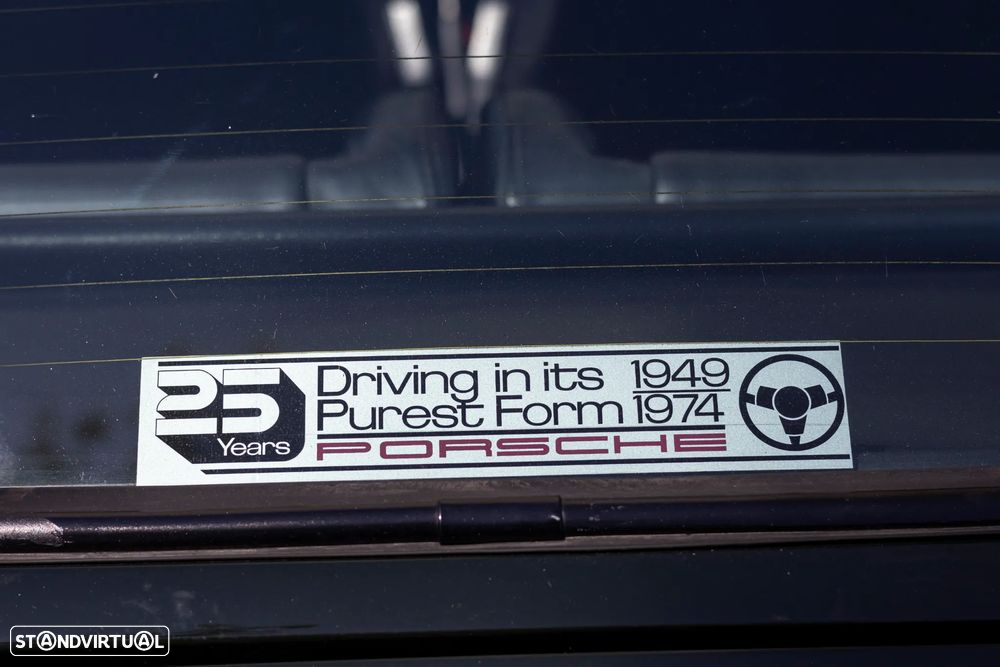 25
Years
Driving in its
Purest Form
1949
1974
PORSCHE
STANDVIRTUAL